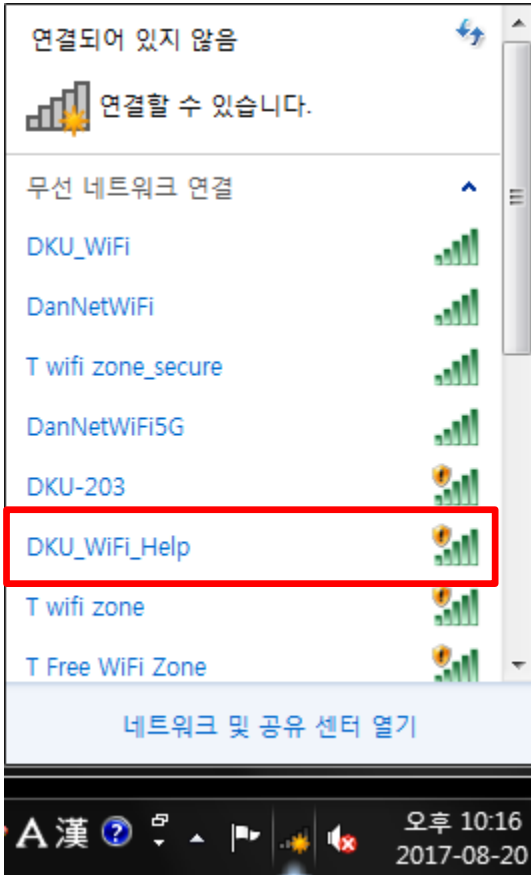 연결되어 있지 않음
연결할 수 있습니다.
무선 네트워크 연결
DKU_WiFi
DanNetWiFi
T wifi zone_secure
DanNetWiFi5G
DKU-203
DKU_WiFi_Help
T wifi zone
T Free WiFi Zone
네트워크 및 공유 센터 열기
A 漢 ?
오후 10:16
2017-08-20